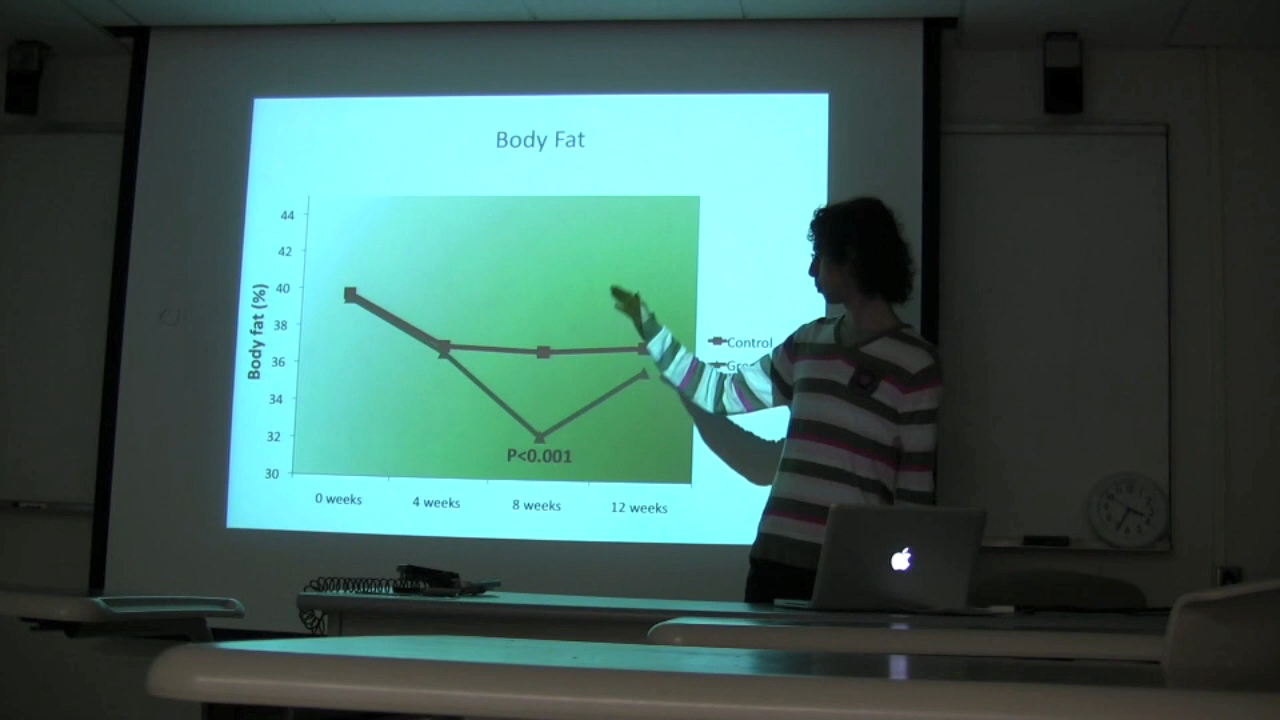 Body Fat
Body fat (%)
44
42
40
38
36
34
32
30
P<0.001
0 weeks
4 weeks
8 weeks
12 weeks
Control